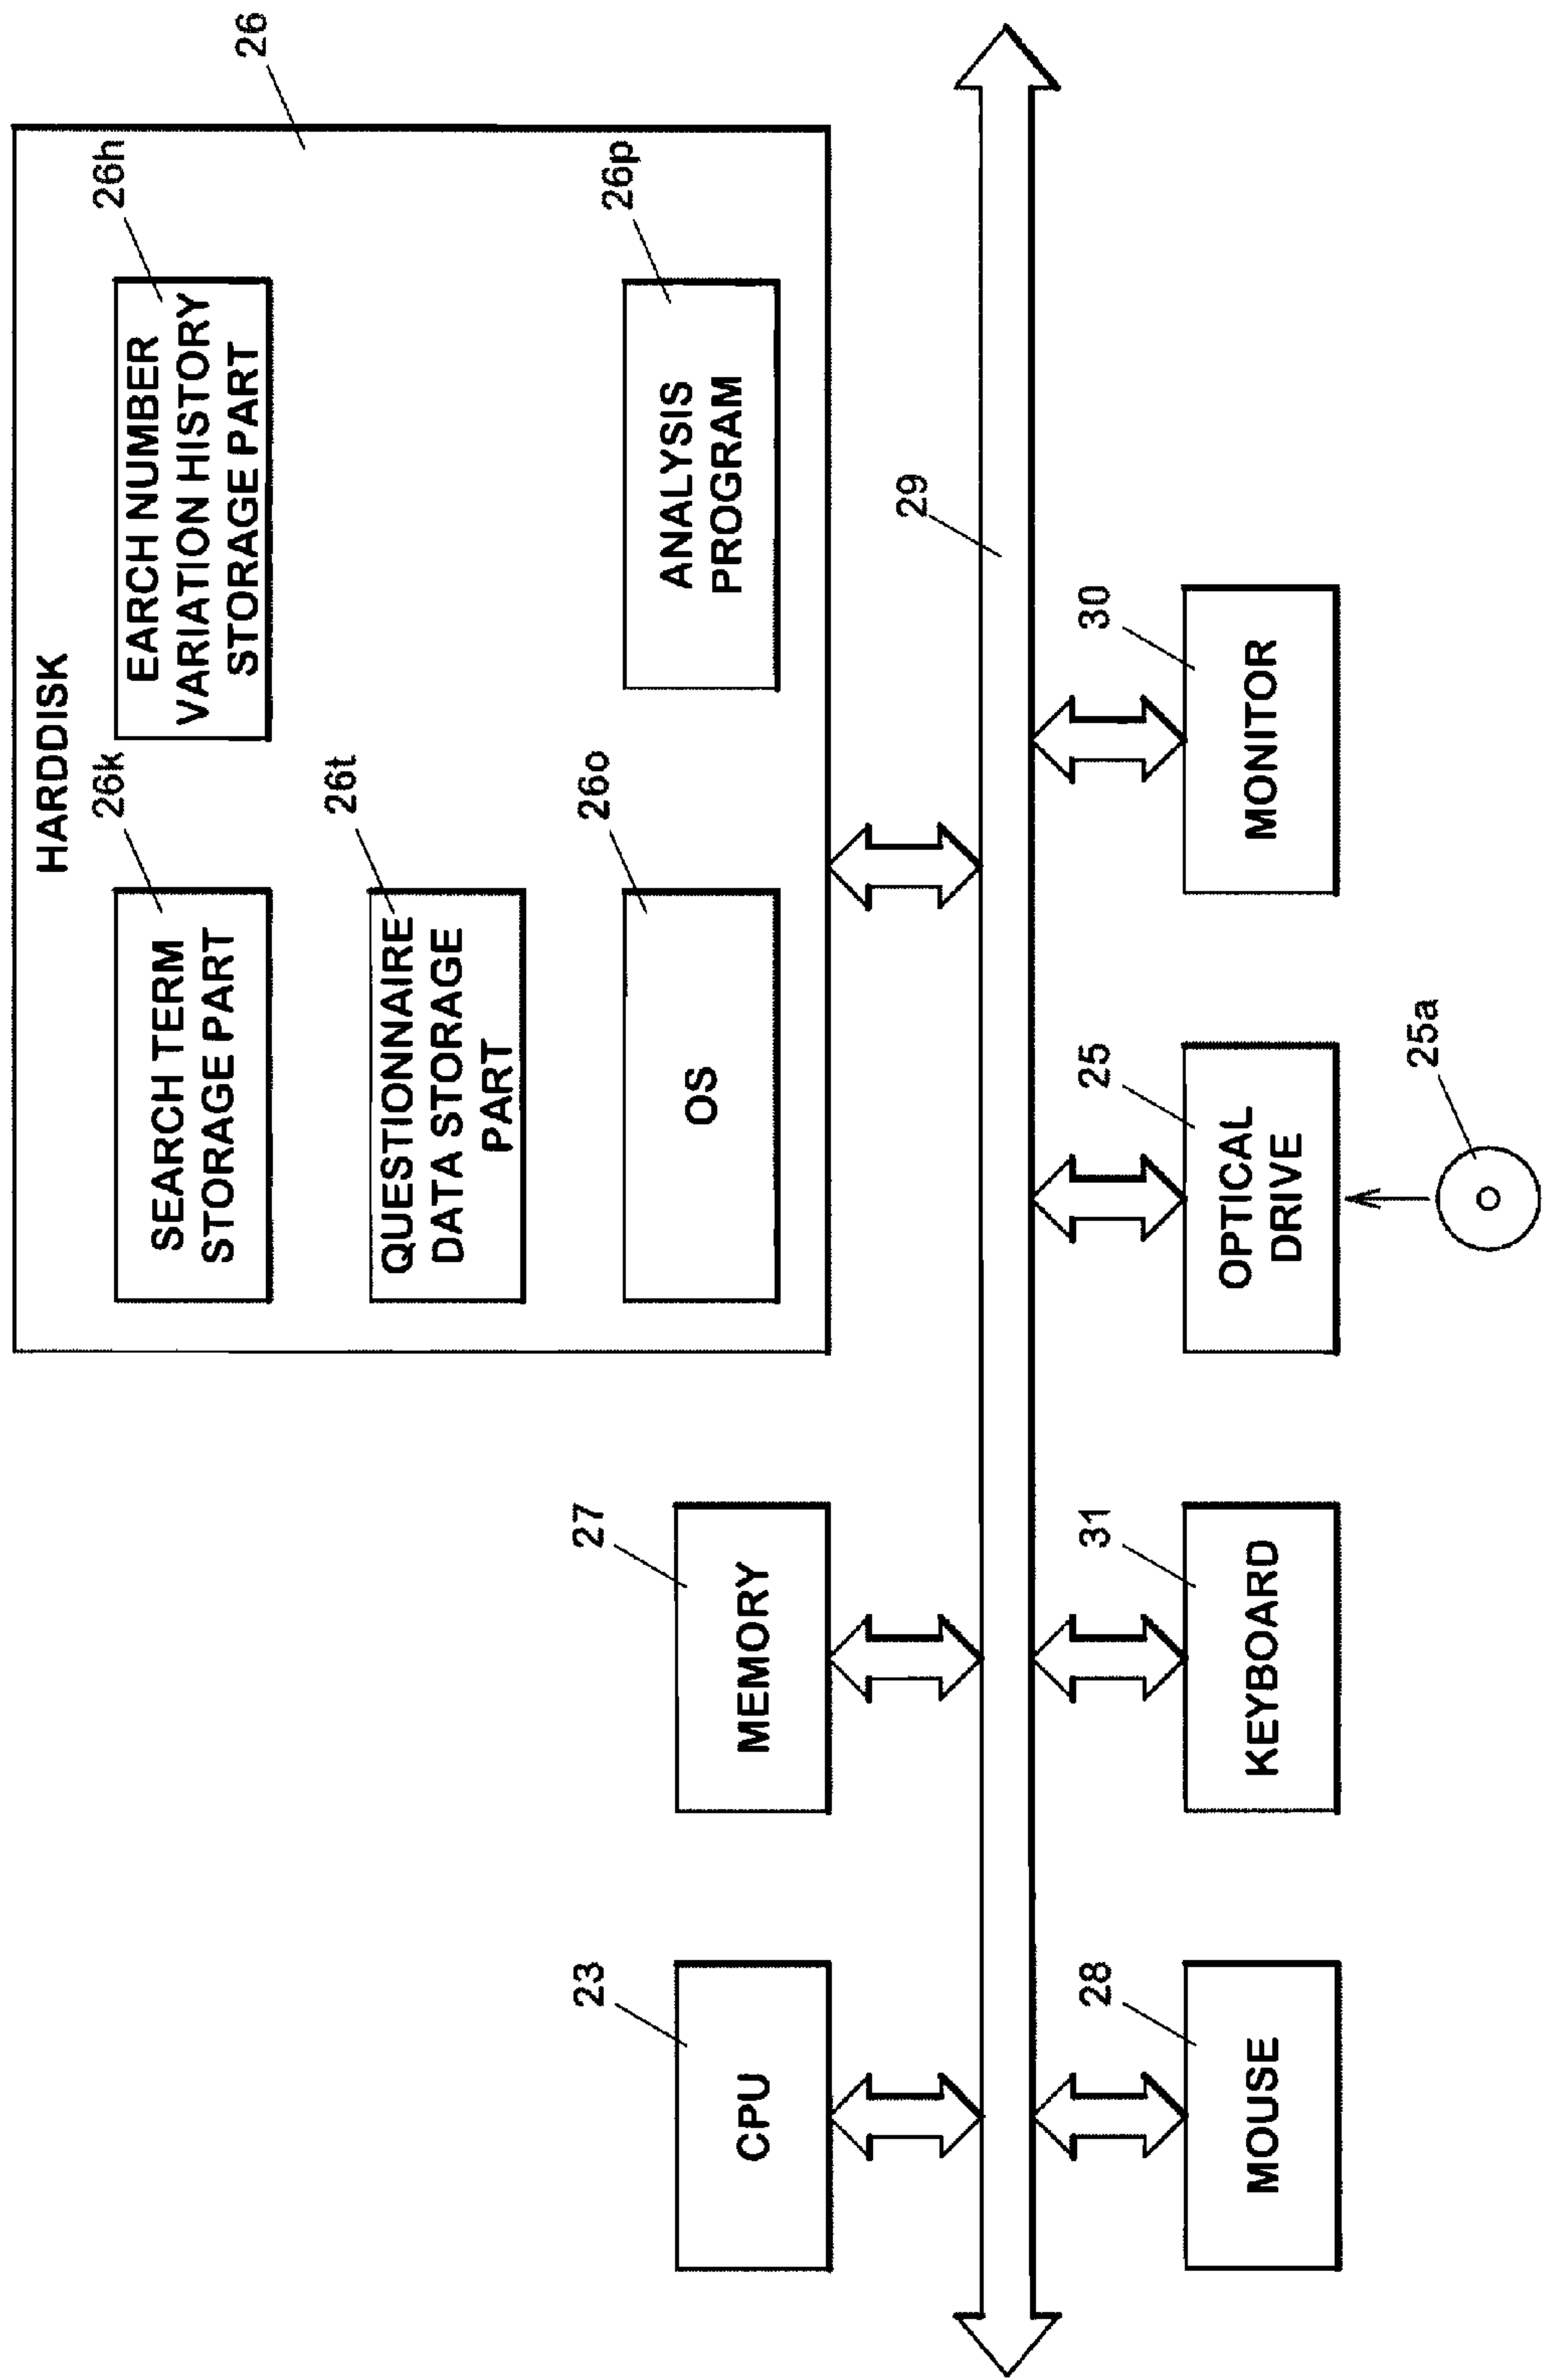 26
HARDDISK
26k
SEARCH TERM
STORAGE PART
26h
EARCH NUMBER
VARIATION HISTORY
STORAGE PART
26t
QUESTIONNAIRE
DATA STORAGE
PART
26o
OS
26p
ANALYSIS
PROGRAM
23
CPU
27
MEMORY
29
28
MOUSE
31
KEYBOARD
25
OPTICAL
DRIVE
25a
30
MONITOR